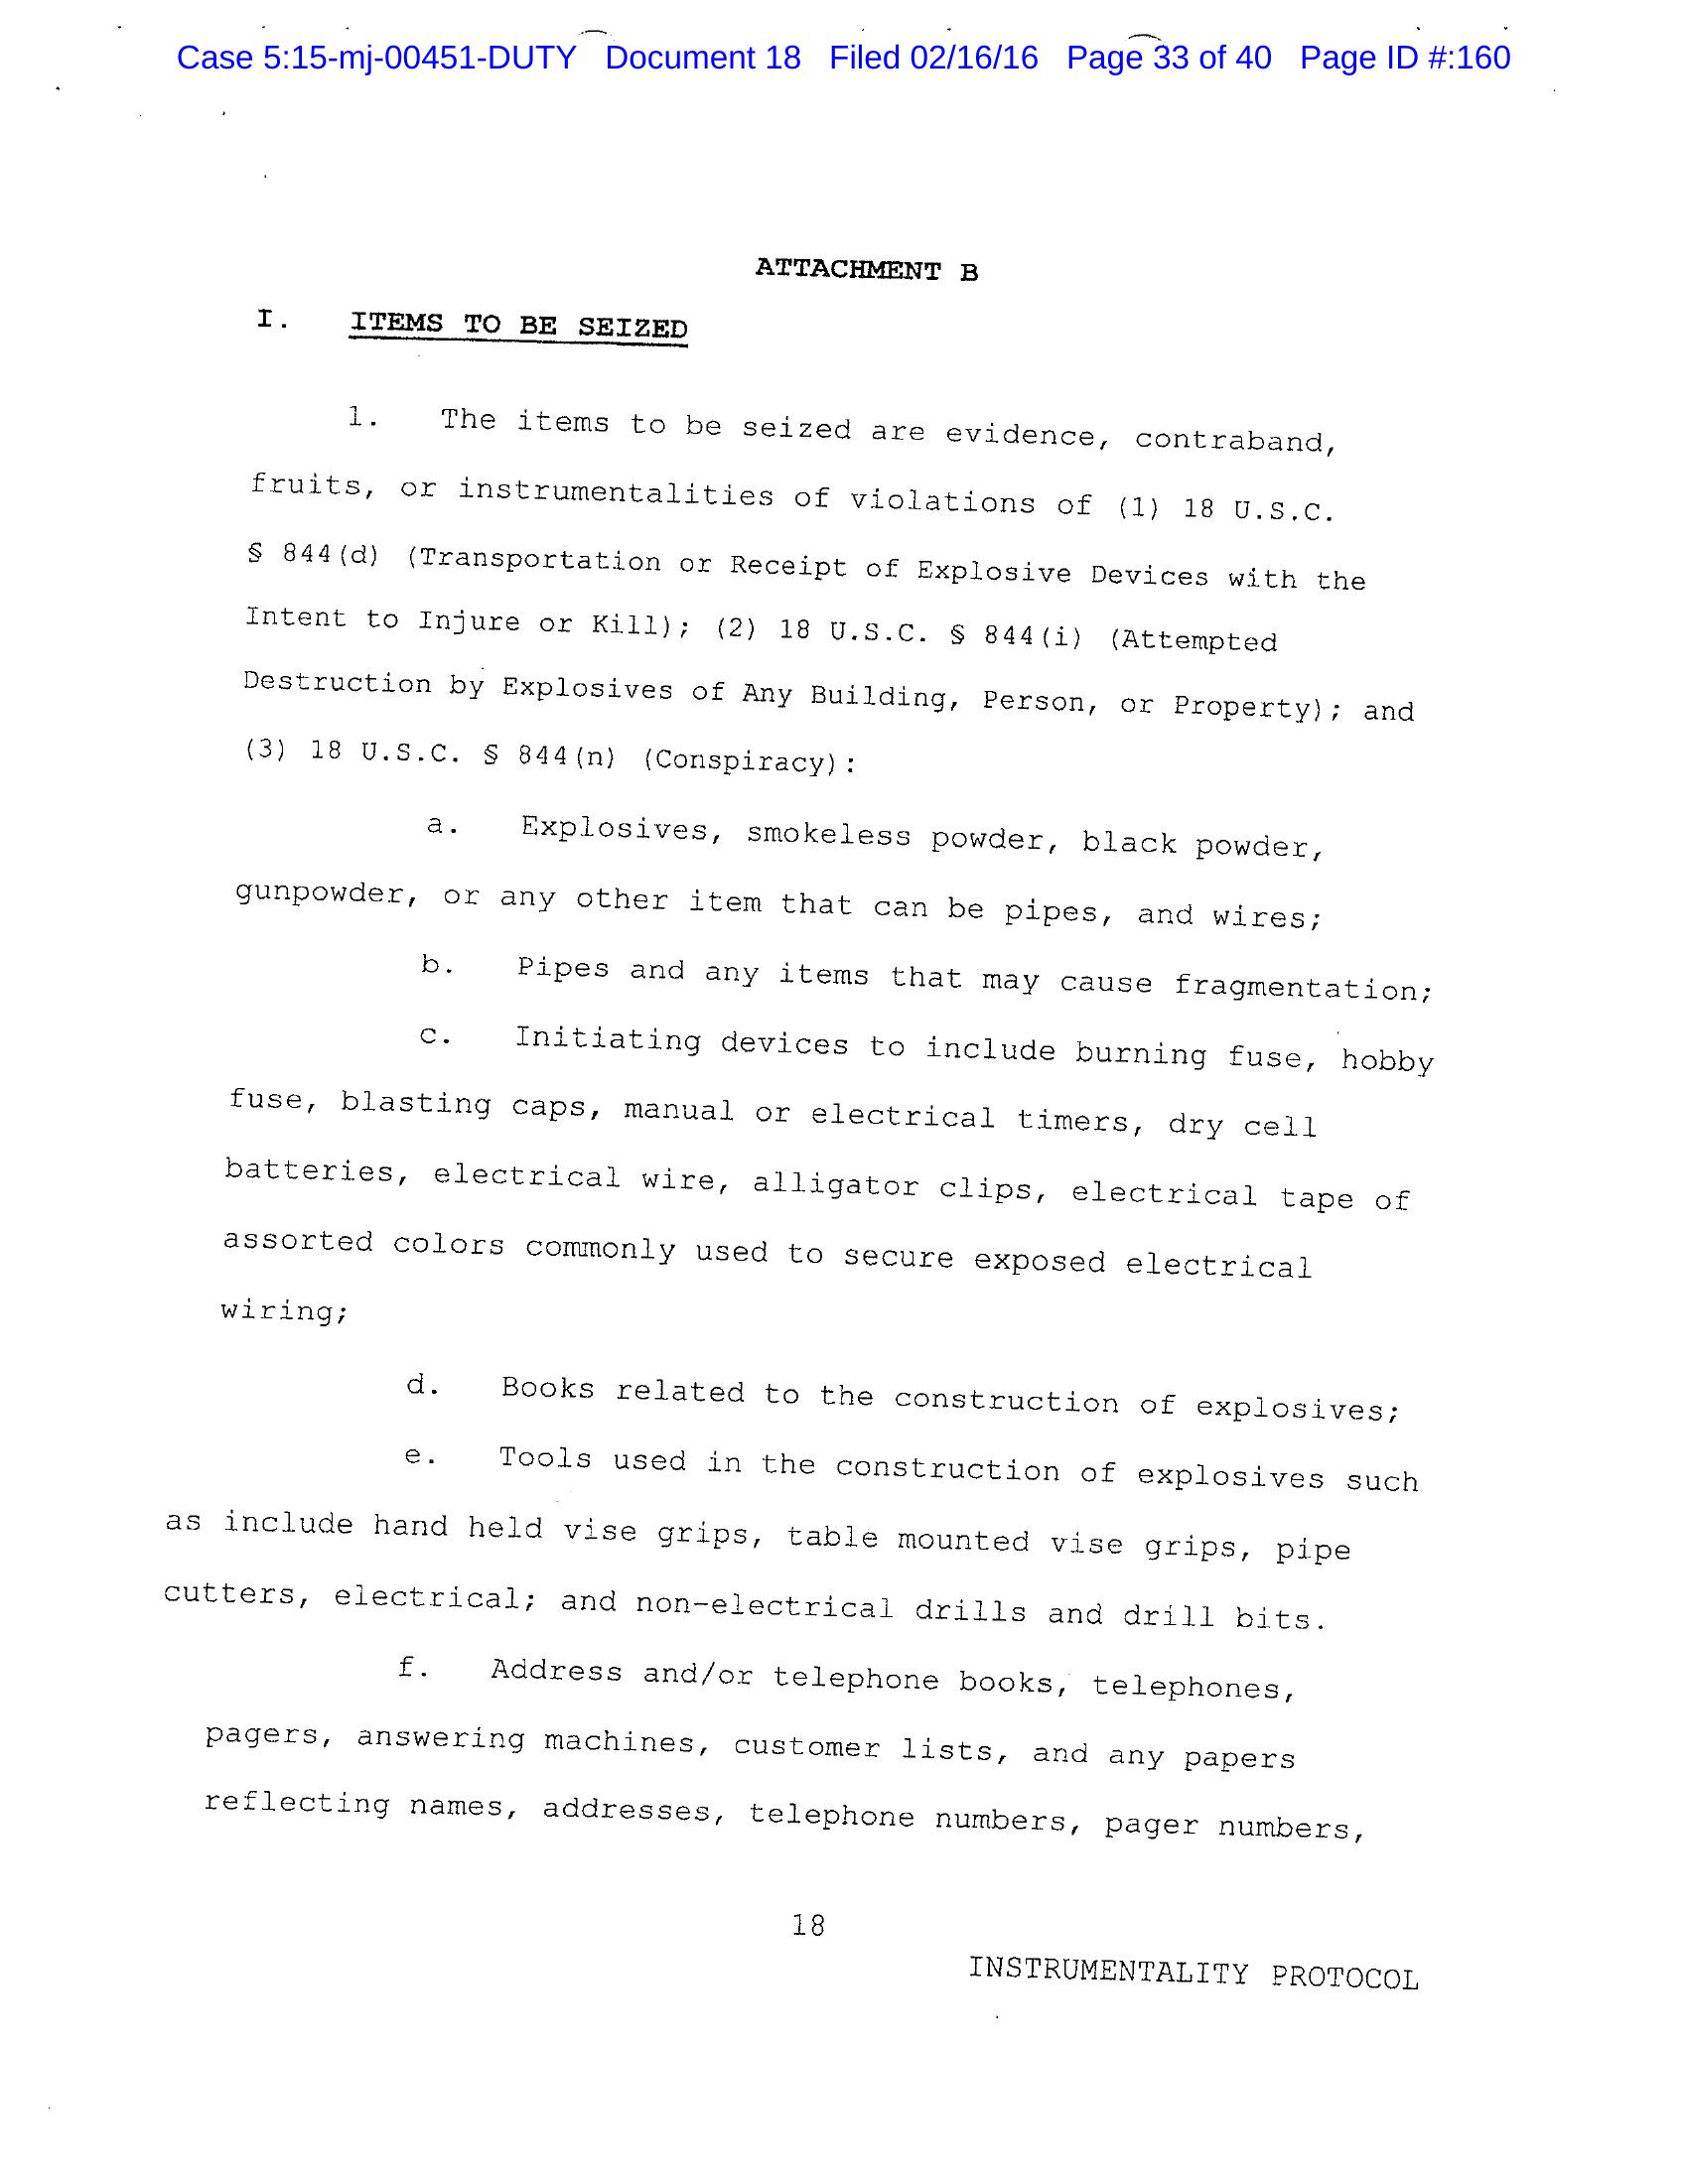 Case 5:15-mj-00451-DUTY Document 18 Filed 02/16/16 Page 33 of 40 Page ID #:160
ATTACHMENT B
I. ITEMS TO BE SEIZED
1. The items to be seized are evidence, contraband,
fruits, or instrumentalities of violations of (1) 18 U.S.C.
§ 844(d) (Transportation or Receipt of Explosive Devices with the
Intent to Injure or Kill); (2) 18 U.S.C. § 844(i) (Attempted
Destruction by Explosives of Any Building, Person, or Property); and
(3) 18 U.S.C. § 844(n) (Conspiracy):
a. Explosives, smokeless powder, black powder,
gunpowder, or any other item that can be pipes, and wires;
b. Pipes and any items that may cause fragmentation;
c. Initiating devices to include burning fuse, hobby
fuse, blasting caps, manual or electrical timers, dry cell
batteries, electrical wire, alligator clips, electrical tape of
assorted colors commonly used to secure exposed electrical
wiring;
d. Books related to the construction of explosives;
e. Tools used in the construction of explosives such
as include hand held vise grips, table mounted vise grips, pipe
cutters, electrical; and non-electrical drills and drill bits.
f. Address and/or telephone books, telephones,
pagers, answering machines, customer lists, and any papers
reflecting names, addresses, telephone numbers, pager numbers,
18
INSTRUMENTALITY PROTOCOL